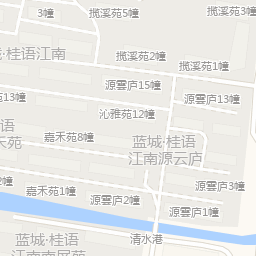 3幢
揽溪苑5幢
揽溪苑3幢
·桂语江南
揽溪苑2幢
揽溪苑1幢
源雲庐15幢
13幢
源雲庐13幢
沁雅苑12幢
语
禾苑
嘉禾苑8幢
蓝城·桂语
江南源云庐
2幢
嘉禾苑1幢
源雲庐3幢
源雲庐2幢
源雲庐1幢
清水港
蓝城·桂语